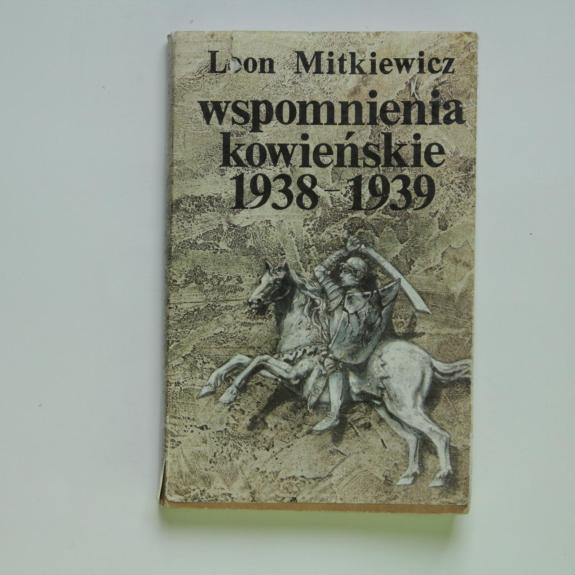 Leon Mitkiewicz
wspomnienia
kowieńskie
1938-1939